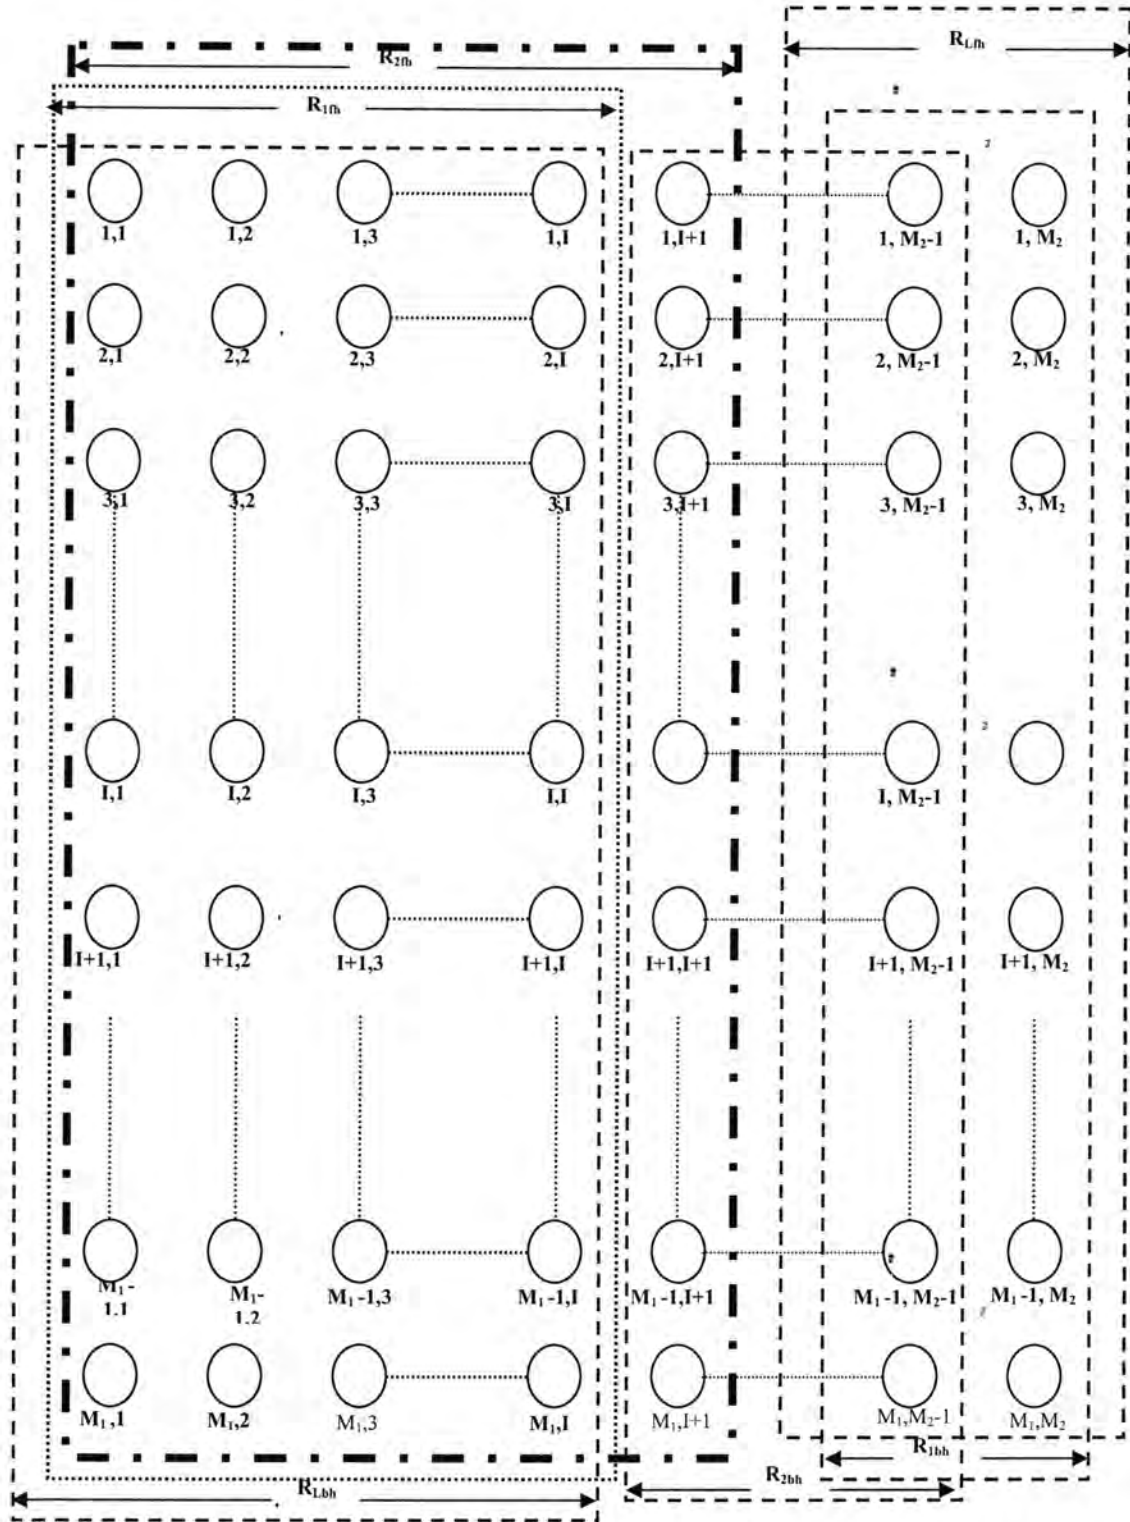 R₂fh
R_Lfh
R₁fh
1,1 1,2 1,3 1,I 1,I+1 1, M₂-1 1, M₂
2,1 2,2 2,3 2,I 2,I+1 2, M₂-1 2, M₂
3,1 3,2 3,3 3,I 3,I+1 3, M₂-1 3, M₂
I,1 I,2 I,3 I,I I, M₂-1
I+1,1 I+1,2 I+1,3 I+1,I I+1,I+1 I+1, M₂-1 I+1, M₂
M₁- M₁- M₁-1,3 M₁-1,I M₁-1,I+1 M₁-1, M₂-1 M₁-1, M₂
1,1 1,2
M₁,1 M₁,2 M₁,3 M₁,I M₁,I+1 M₁,M₂-1 M₁,M₂
R₁bh
R₂bh
R_Lbh